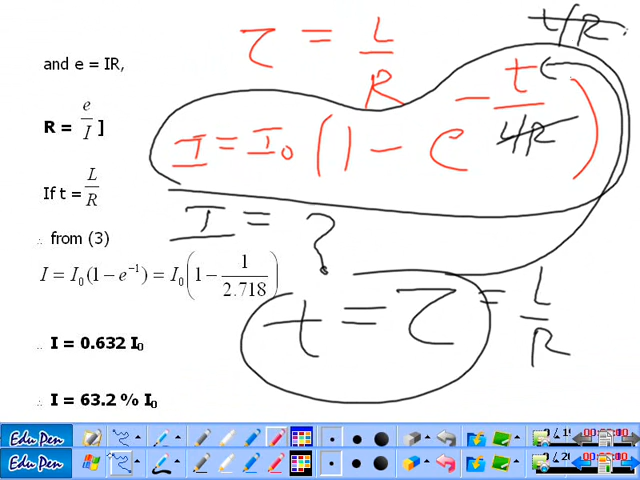 and e = IR,
R = e/I ]
If t = L/R
∴ from (3)
I = I₀(1 − e⁻¹) = I₀(1 − 1/2.718)
∴ I = 0.632 I₀
∴ I = 63.2 % I₀
τ = L/R
t/R
I = I₀(1 − e^(−t/(L/R)))
I = ?
t = τ = L/R
Edu Pen
Edu Pen